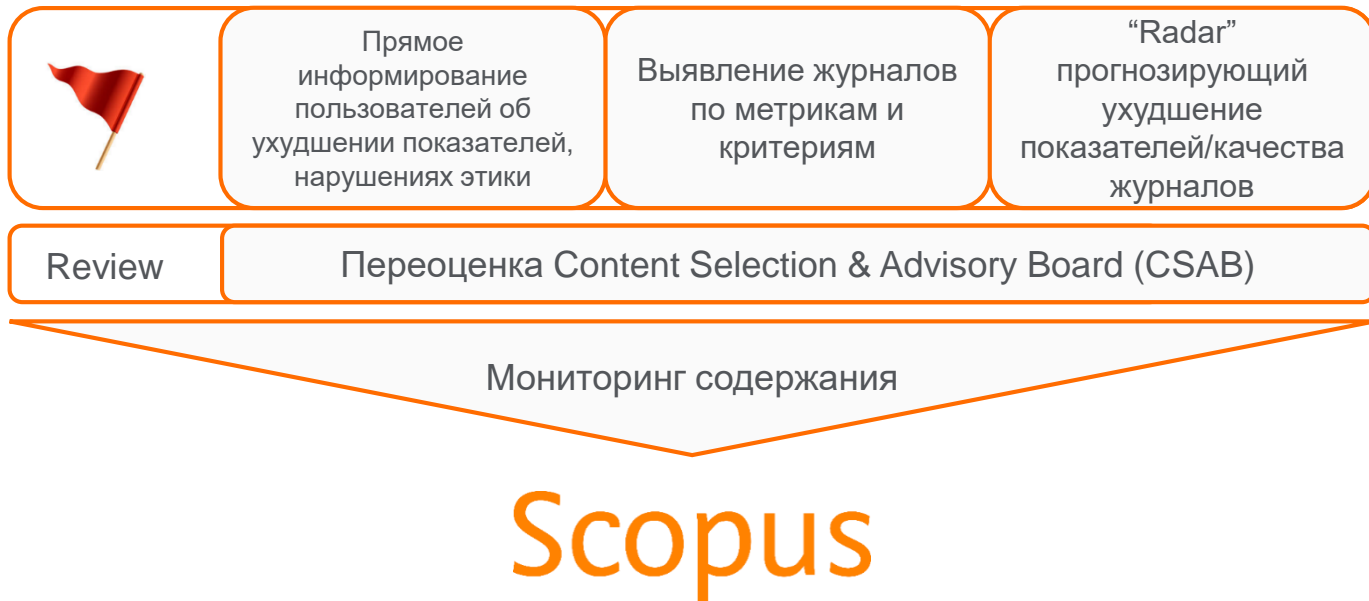 Прямое
информирование
пользователей об
ухудшении показателей,
нарушениях этики
Выявление журналов
по метрикам и
критериям
“Radar”
прогнозирующий
ухудшение
показателей/качества
журналов
Review
Переоценка Content Selection & Advisory Board (CSAB)
Мониторинг содержания
Scopus